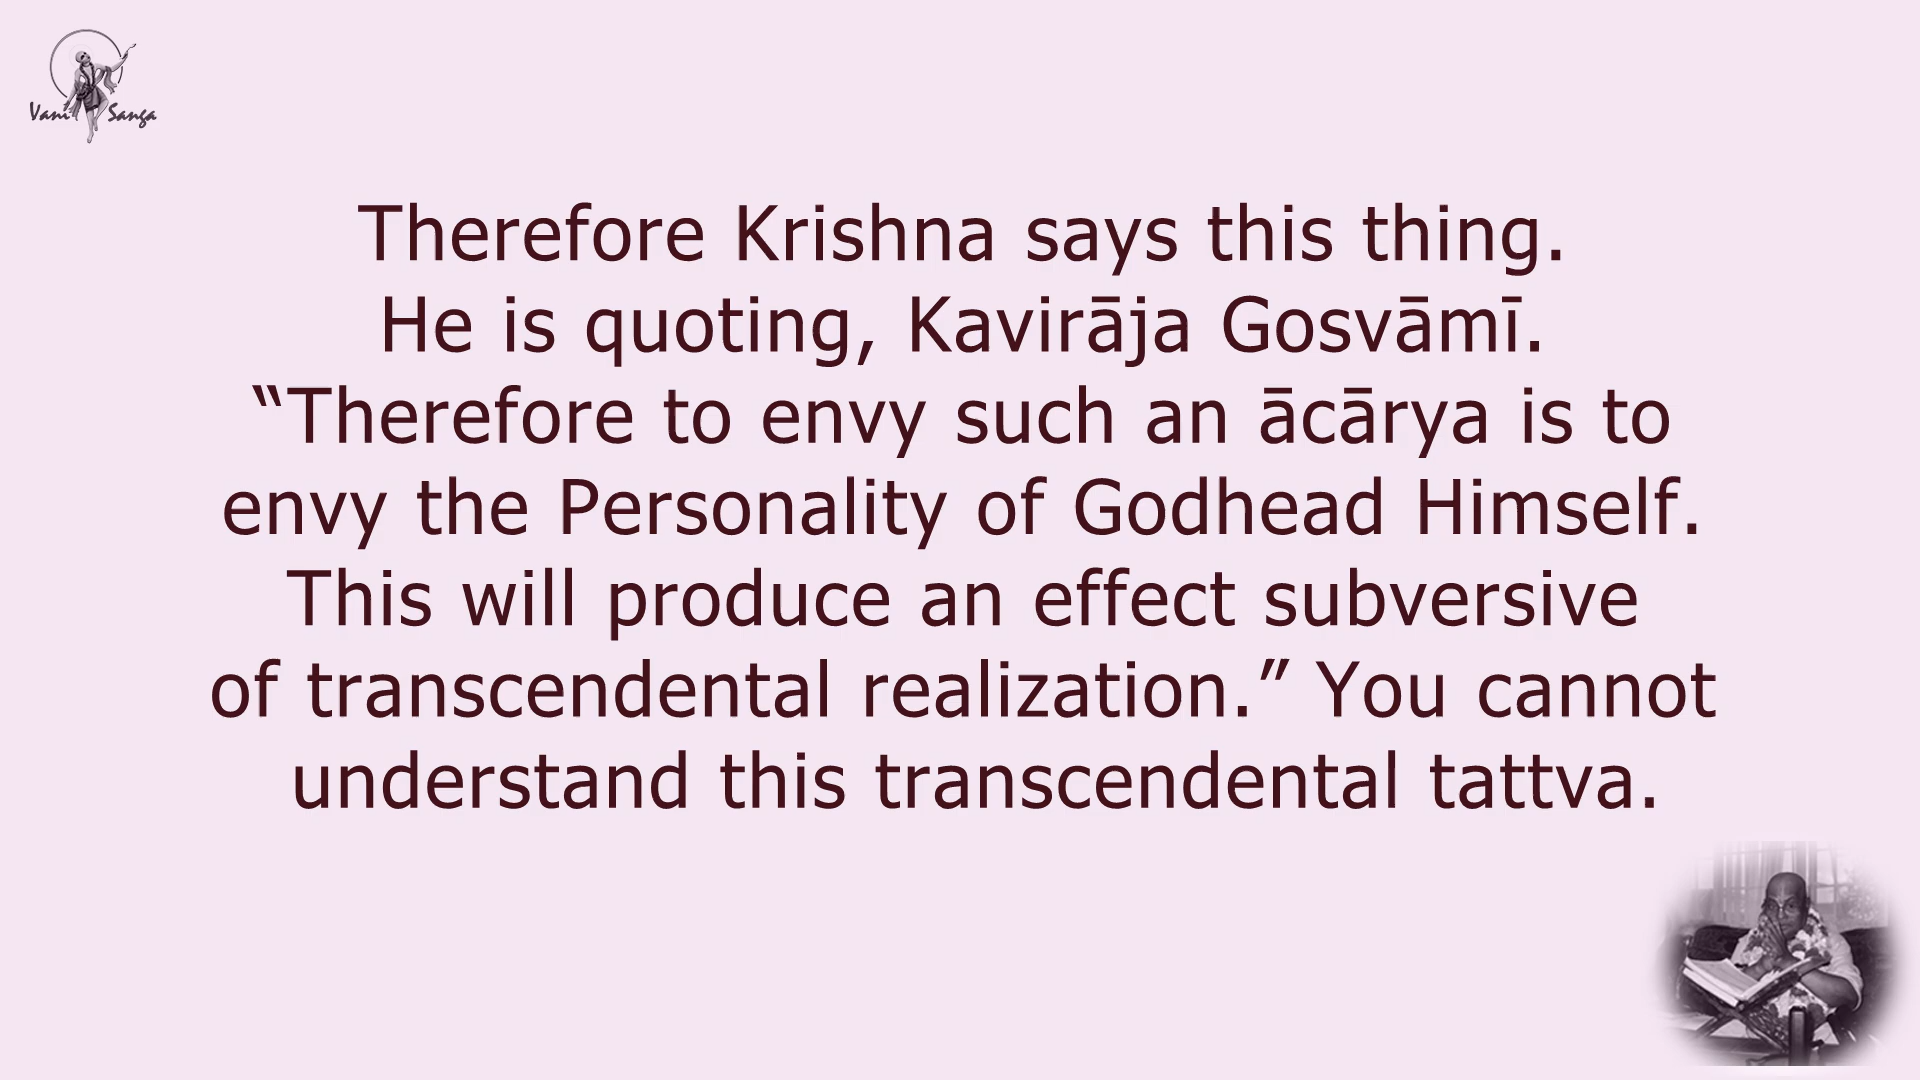 Vani Sanga
Therefore Krishna says this thing.
He is quoting, Kavirāja Gosvāmī.
“Therefore to envy such an ācārya is to
envy the Personality of Godhead Himself.
This will produce an effect subversive
of transcendental realization.” You cannot
understand this transcendental tattva.